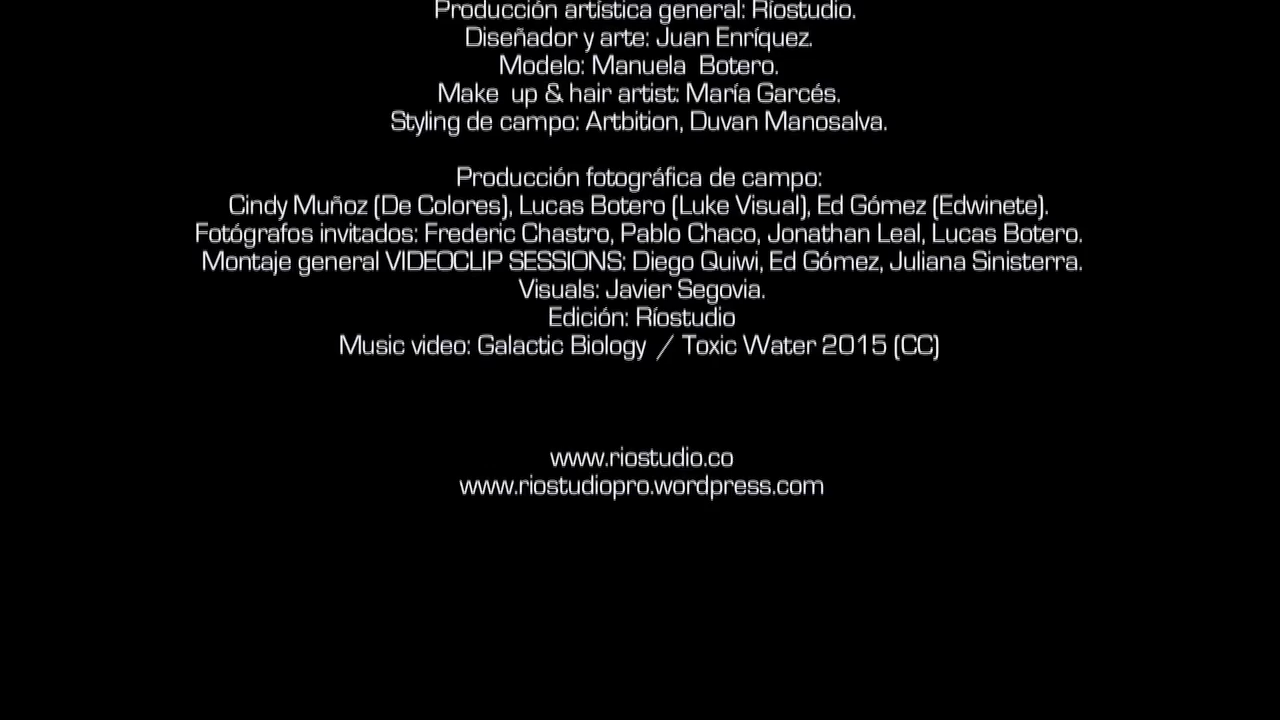 Producción artística general: Ríostudio.
Diseñador y arte: Juan Enríquez.
Modelo: Manuela  Botero.
Make  up & hair artist: María Garcés.
Styling de campo: Artbition, Duvan Manosalva.
Producción fotográfica de campo:
Cindy Muñoz (De Colores), Lucas Botero (Luke Visual), Ed Gómez (Edwinete).
Fotógrafos invitados: Frederic Chastro, Pablo Chaco, Jonathan Leal, Lucas Botero.
Montaje general VIDEOCLIP SESSIONS: Diego Quiwi, Ed Gómez, Juliana Sinisterra.
Visuals: Javier Segovia.
Edición: Ríostudio
Music video: Galactic Biology / Toxic Water 2015 (CC)
www.riostudio.co
www.riostudiopro.wordpress.com